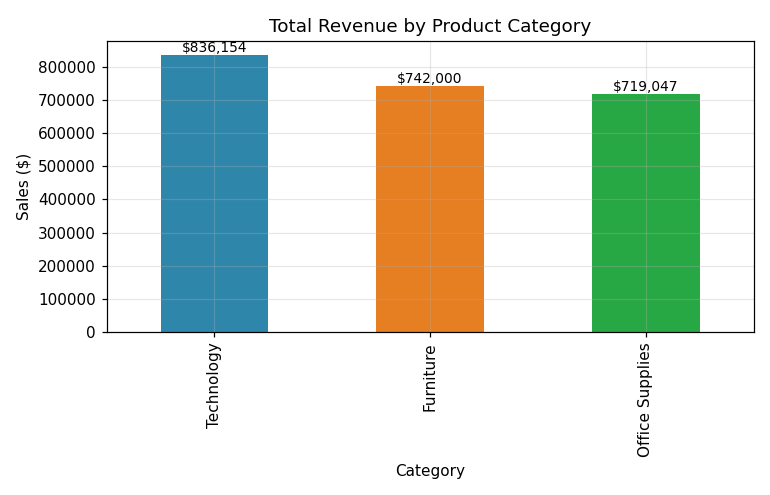 Total Revenue by Product Category
$836,154
$742,000
$719,047
Sales ($)
800000
700000
600000
500000
400000
300000
200000
100000
0
Technology
Furniture
Office Supplies
Category